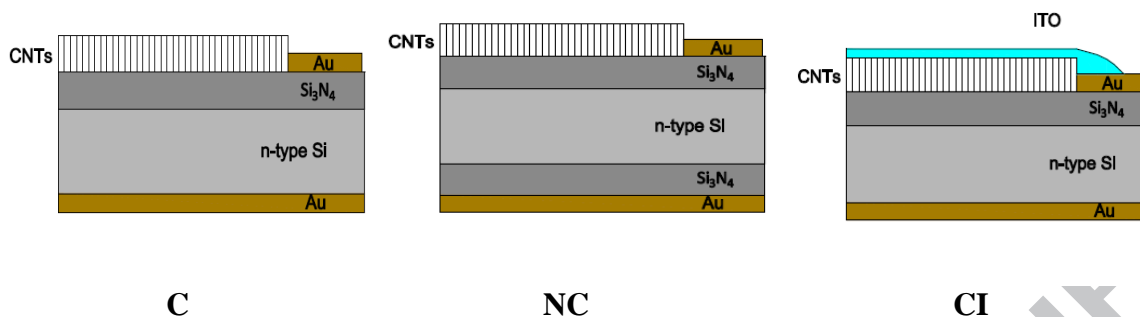 CNTs
Au
Si₃N₄
n-type Si
Au
C
CNTs
Au
Si₃N₄
n-type SI
Si₃N₄
Au
NC
ITO
CNTs
Au
Si₃N₄
n-type SI
Au
CI